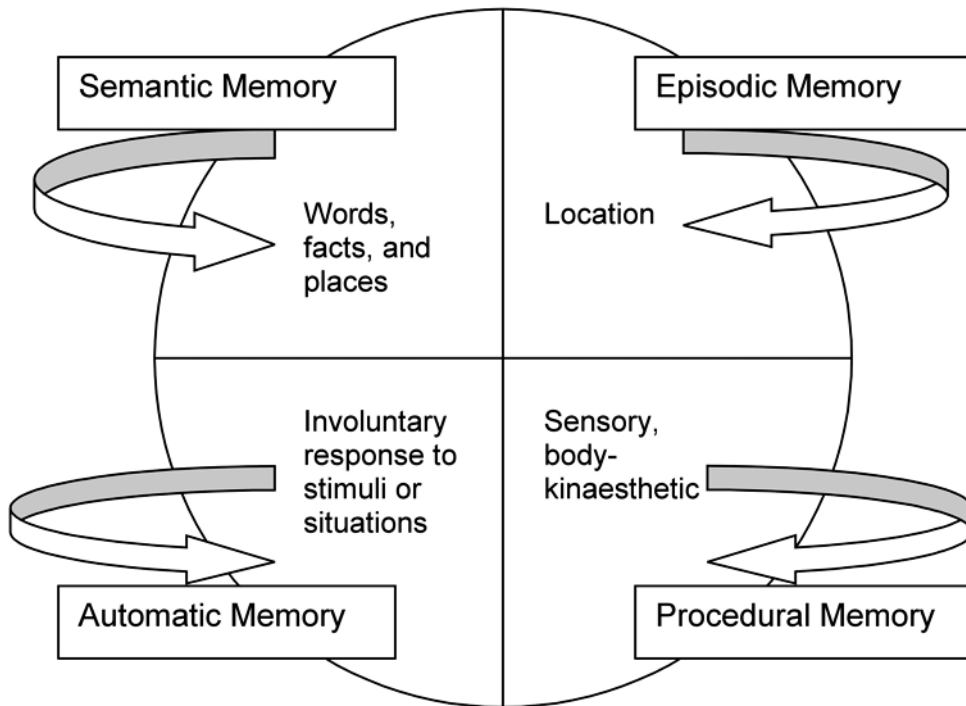 Semantic Memory
Episodic Memory
Words,
facts, and
places
Location
Involuntary
response to
stimuli or
situations
Sensory,
body-
kinaesthetic
Automatic Memory
Procedural Memory